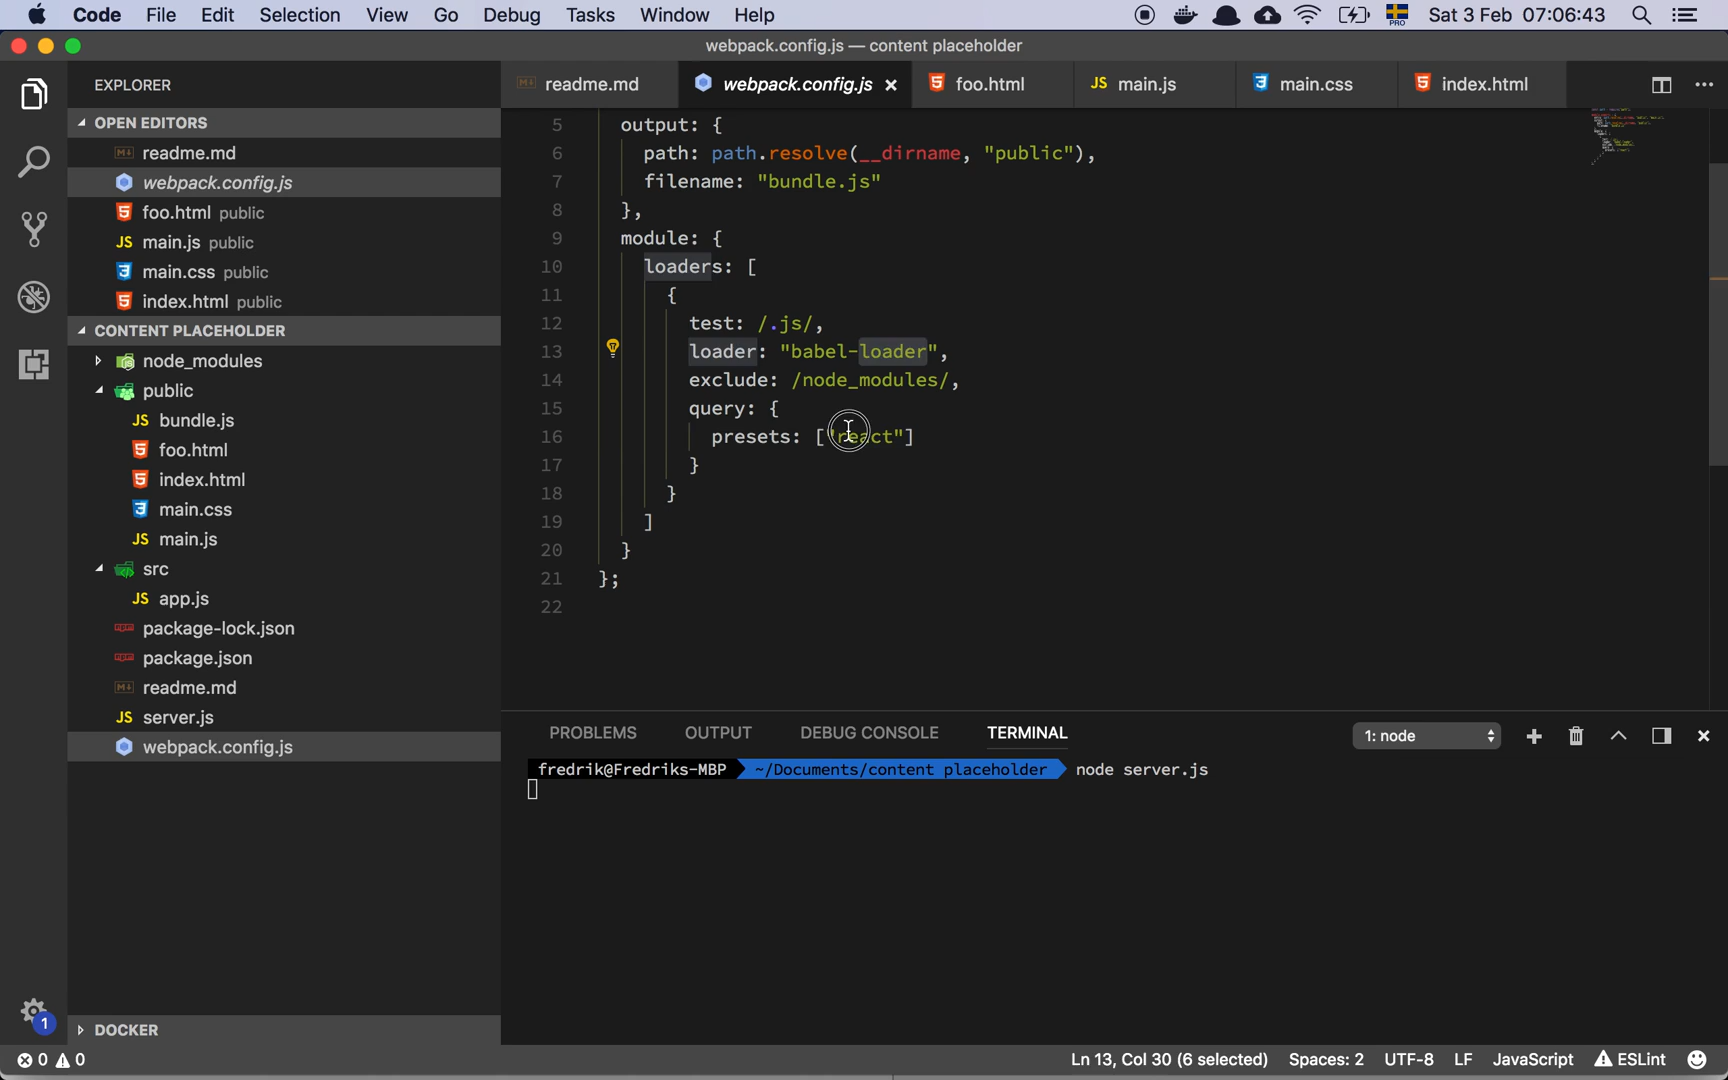 Code File Edit Selection View Go Debug Tasks Window Help PRO Sat 3 Feb 07:06:43
webpack.config.js — content placeholder
EXPLORER
readme.md webpack.config.js foo.html JS main.js main.css index.html
OPEN EDITORS
readme.md
webpack.config.js
foo.html public
JS main.js public
main.css public
index.html public
CONTENT PLACEHOLDER
node_modules
public
JS bundle.js
foo.html
index.html
main.css
JS main.js
src
JS app.js
package-lock.json
package.json
readme.md
JS server.js
webpack.config.js
DOCKER
5 output: {
6 path: path.resolve(__dirname, "public"),
7 filename: "bundle.js"
8 },
9 module: {
10 loaders: [
11 {
12 test: /.js/,
13 loader: "babel-loader",
14 exclude: /node_modules/,
15 query: {
16 presets: ["react"]
17 }
18 }
19 ]
20 }
21 };
22
PROBLEMS OUTPUT DEBUG CONSOLE TERMINAL 1: node
fredrik@Fredriks-MBP ~/Documents/content placeholder node server.js
1
0 0 Ln 13, Col 30 (6 selected) Spaces: 2 UTF-8 LF JavaScript ESLint